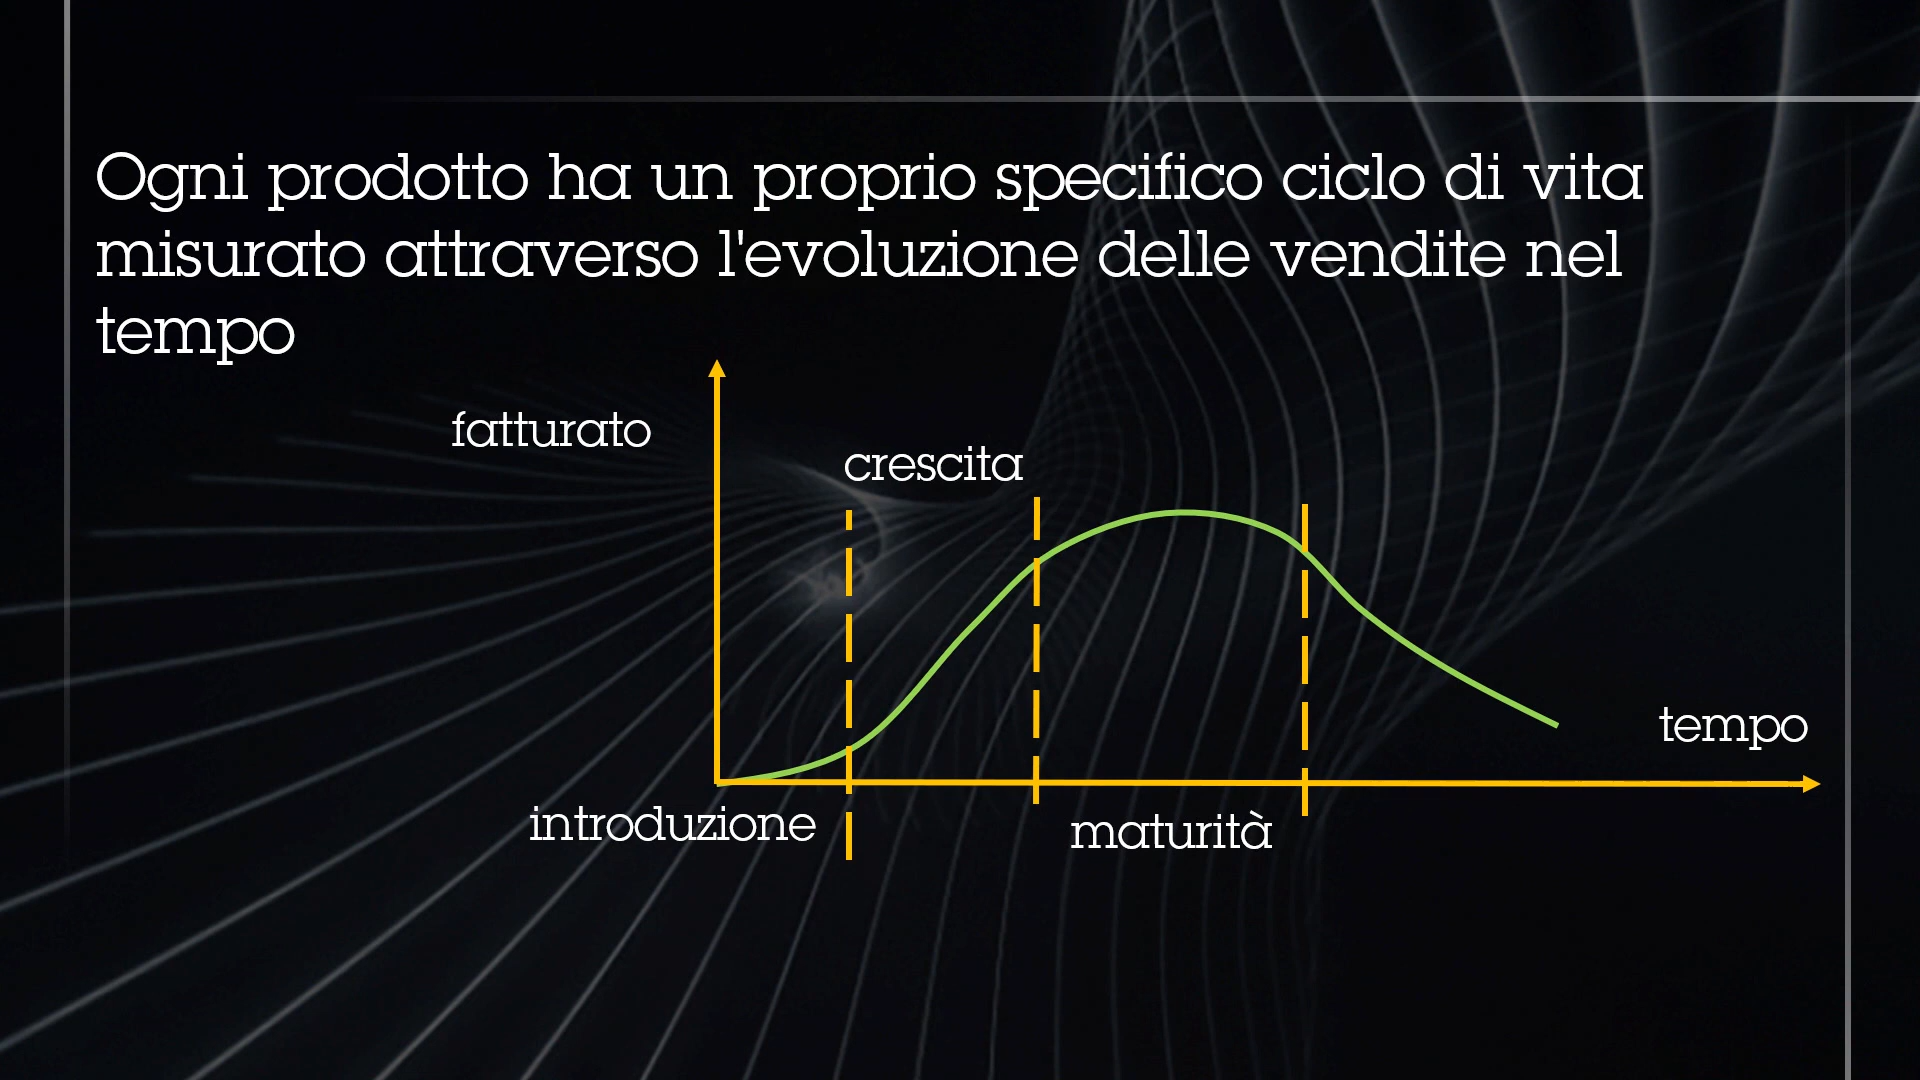 Ogni prodotto ha un proprio specifico ciclo di vita
misurato attraverso l'evoluzione delle vendite nel
tempo
fatturato
crescita
tempo
introduzione
maturità